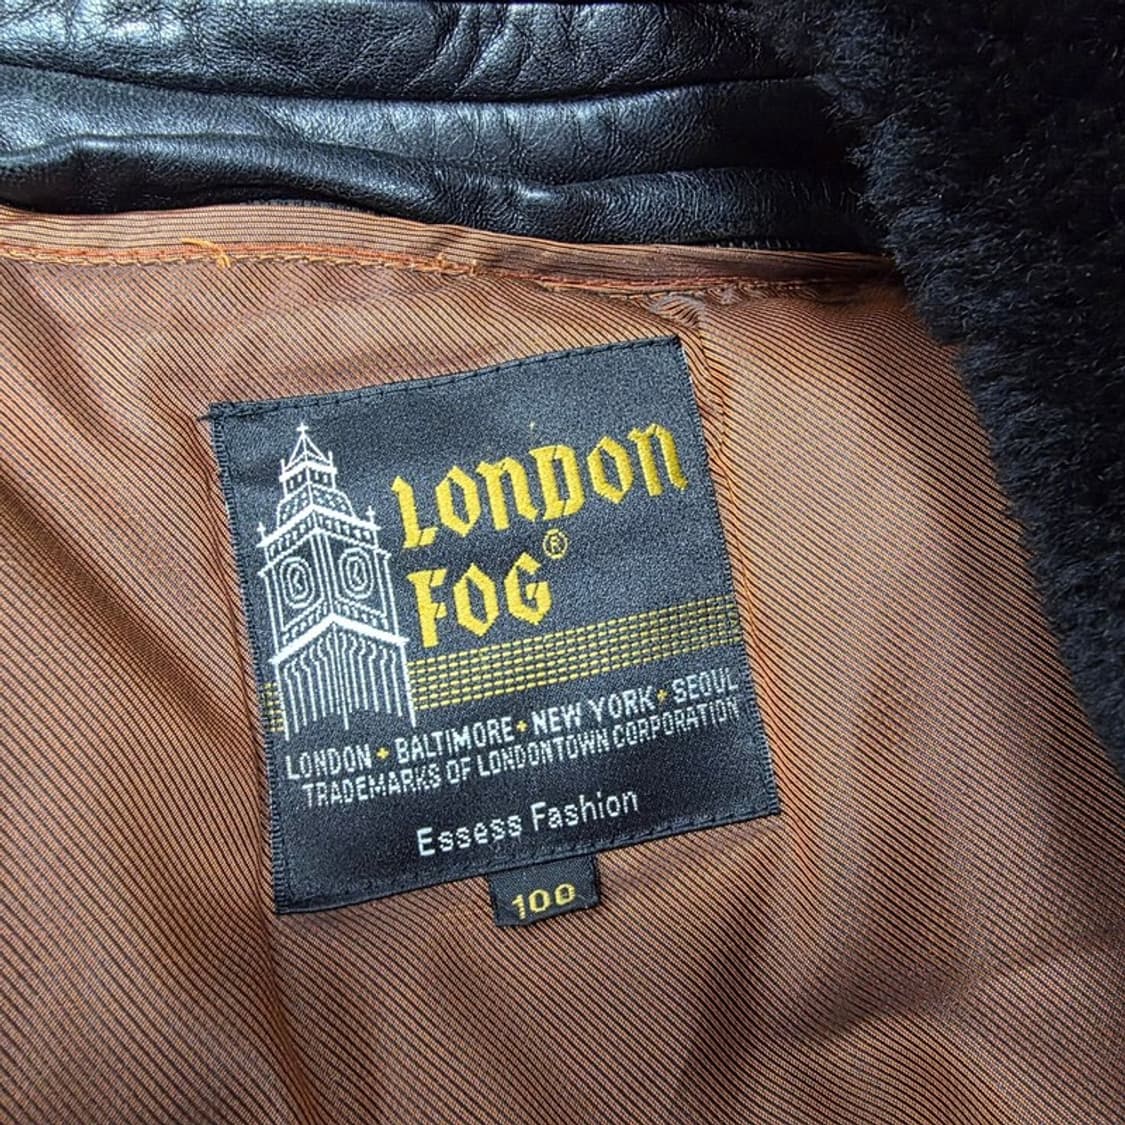 LONDON
FOG®
LONDON • BALTIMORE • NEW YORK • SEOUL
TRADEMARKS OF LONDONTOWN CORPORATION
Essess Fashion
100